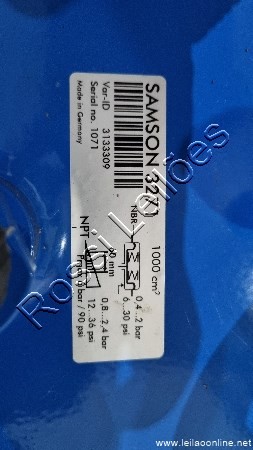 SAMSON 3271
Var-ID 3133309
Serial no. 1071
Made in Germany
1000 cm²
NBR
0,4...2 bar
6...30 psi
60 mm
NPT
0,8...2,4 bar
12...36 psi
bar / 90 psi
Rosa Leilões
www.leilaoonline.net